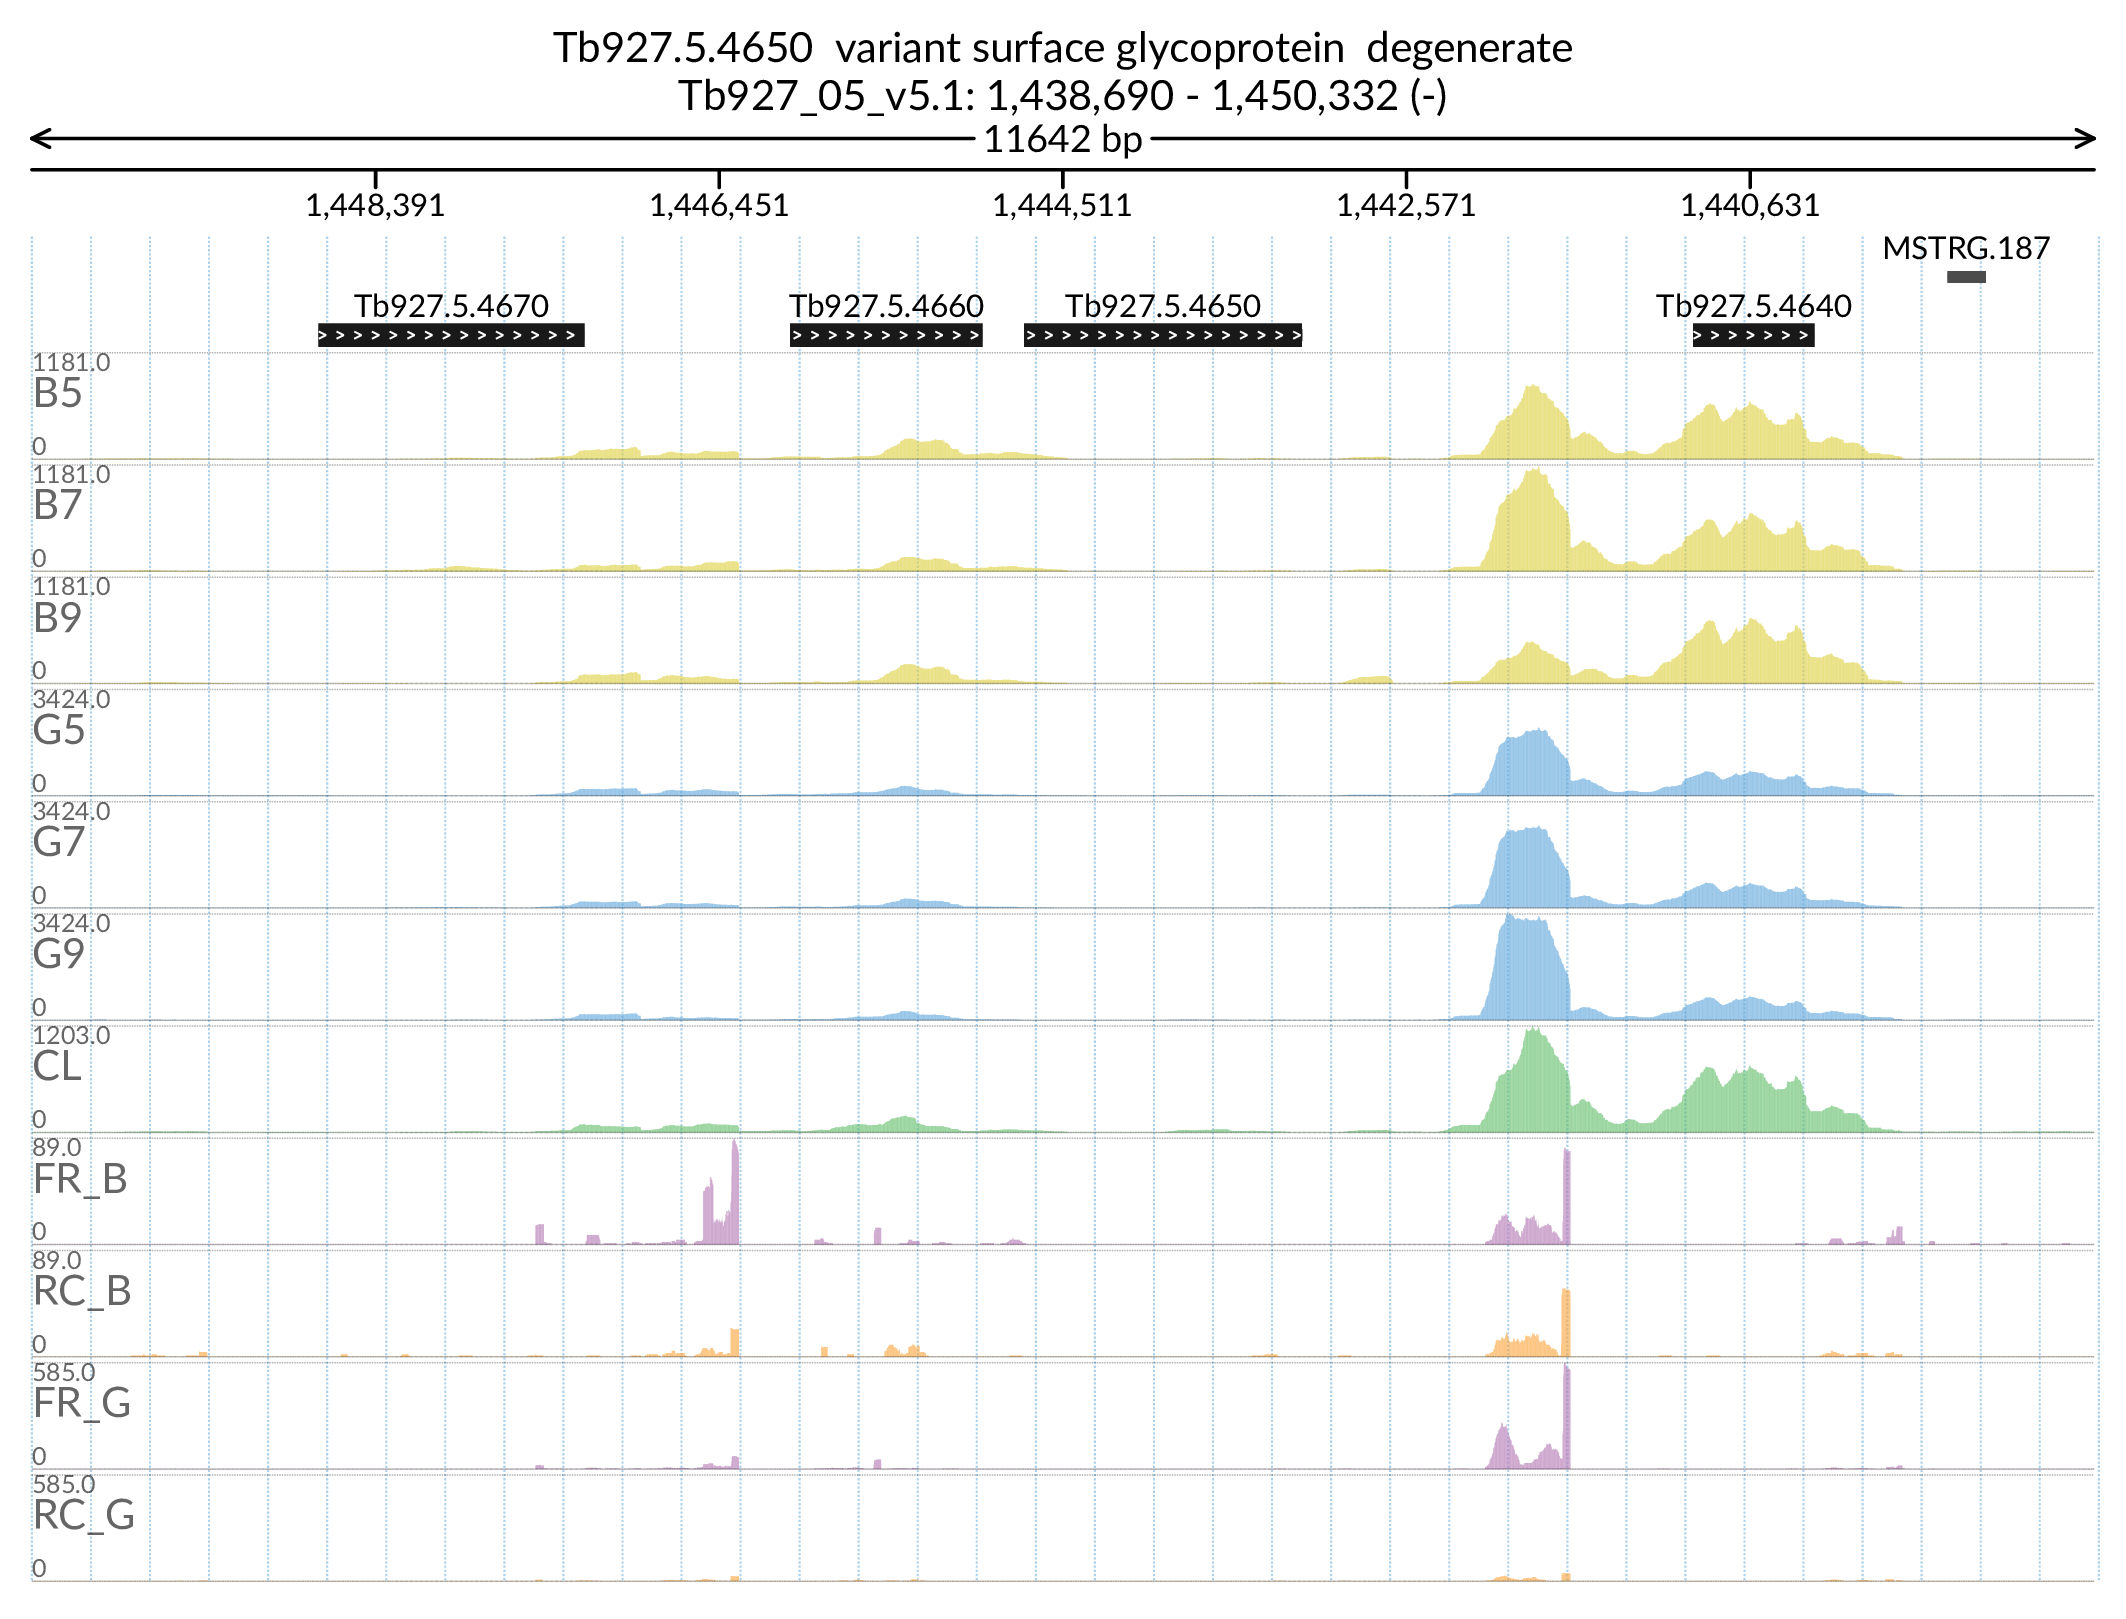 Tb927.5.4650  variant surface glycoprotein  degenerate
Tb927_05_v5.1: 1,438,690 - 1,450,332 (-)
11642 bp
1,448,391 1,446,451 1,444,511 1,442,571 1,440,631
MSTRG.187
Tb927.5.4670 Tb927.5.4660 Tb927.5.4650 Tb927.5.4640
1181.0
B5
0
1181.0
B7
0
1181.0
B9
0
3424.0
G5
0
3424.0
G7
0
3424.0
G9
0
1203.0
CL
0
89.0
FR_B
0
89.0
RC_B
0
585.0
FR_G
0
585.0
RC_G
0